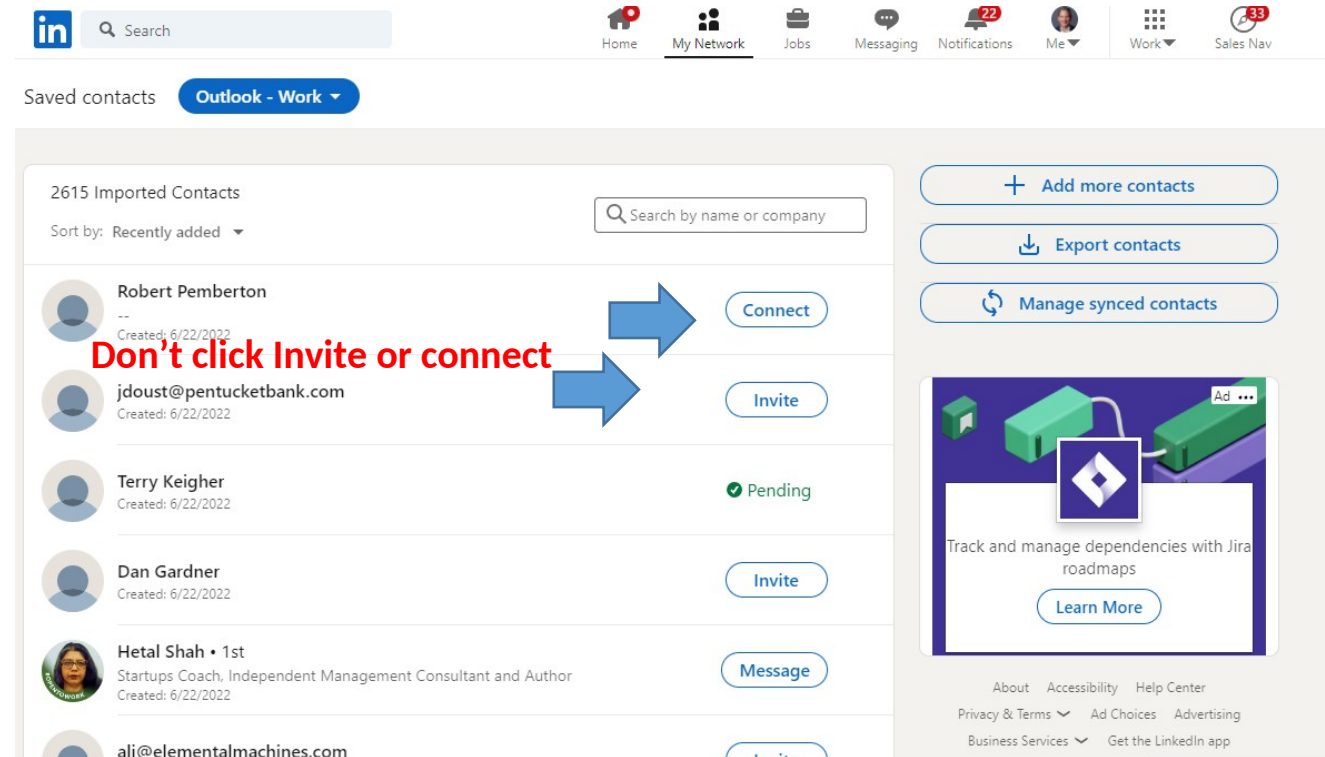 in
Search
22
33
Home
My Network
Jobs
Messaging
Notifications
Me
Work
Sales Nav
Saved contacts
Outlook - Work
2615 Imported Contacts
Sort by: Recently added
Search by name or company
Robert Pemberton
--
Created: 6/22/2022
Connect
Don't click Invite or connect
jdoust@pentucketbank.com
Created: 6/22/2022
Invite
Terry Keigher
Created: 6/22/2022
Pending
Dan Gardner
Created: 6/22/2022
Invite
Hetal Shah • 1st
Startups Coach, Independent Management Consultant and Author
Created: 6/22/2022
#OPENTOWORK
Message
ali@elementalmachines.com
Invite
Add more contacts
Export contacts
Manage synced contacts
Ad
Track and manage dependencies with Jira
roadmaps
Learn More
About Accessibility Help Center
Privacy & Terms Ad Choices Advertising
Business Services Get the LinkedIn app